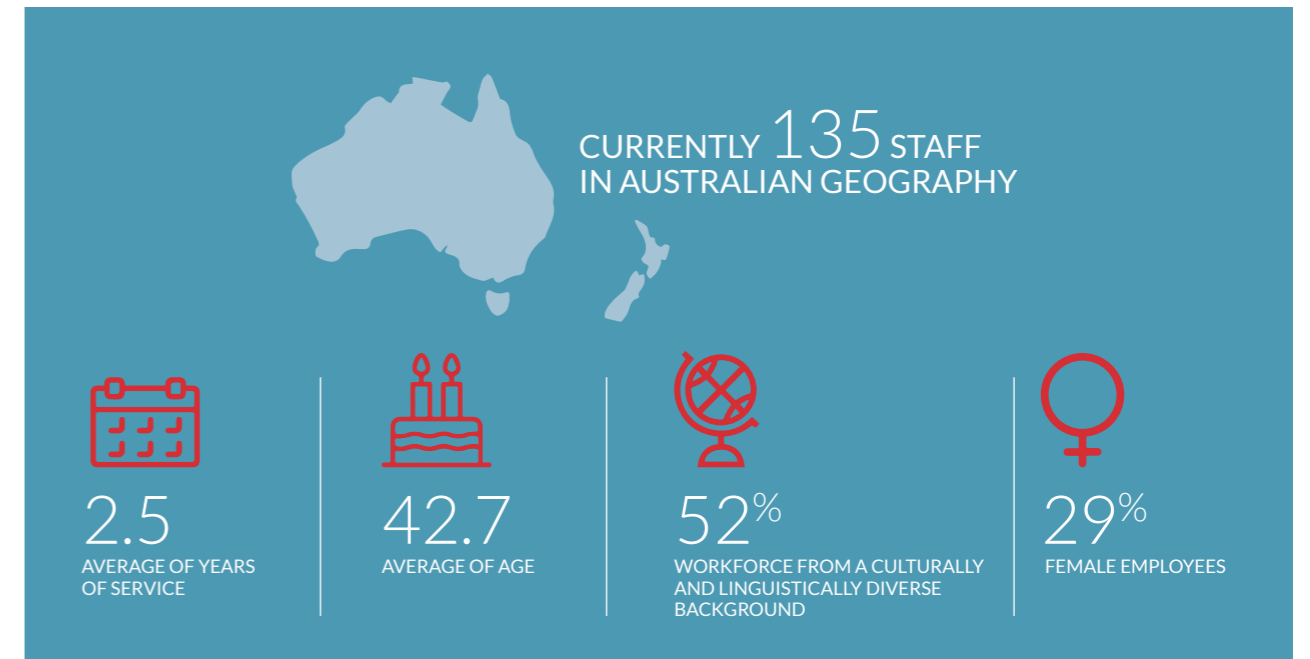 CURRENTLY 135 STAFF
IN AUSTRALIAN GEOGRAPHY
2.5
AVERAGE OF YEARS
OF SERVICE
42.7
AVERAGE OF AGE
52%
WORKFORCE FROM A CULTURALLY
AND LINGUISTICALLY DIVERSE
BACKGROUND
29%
FEMALE EMPLOYEES